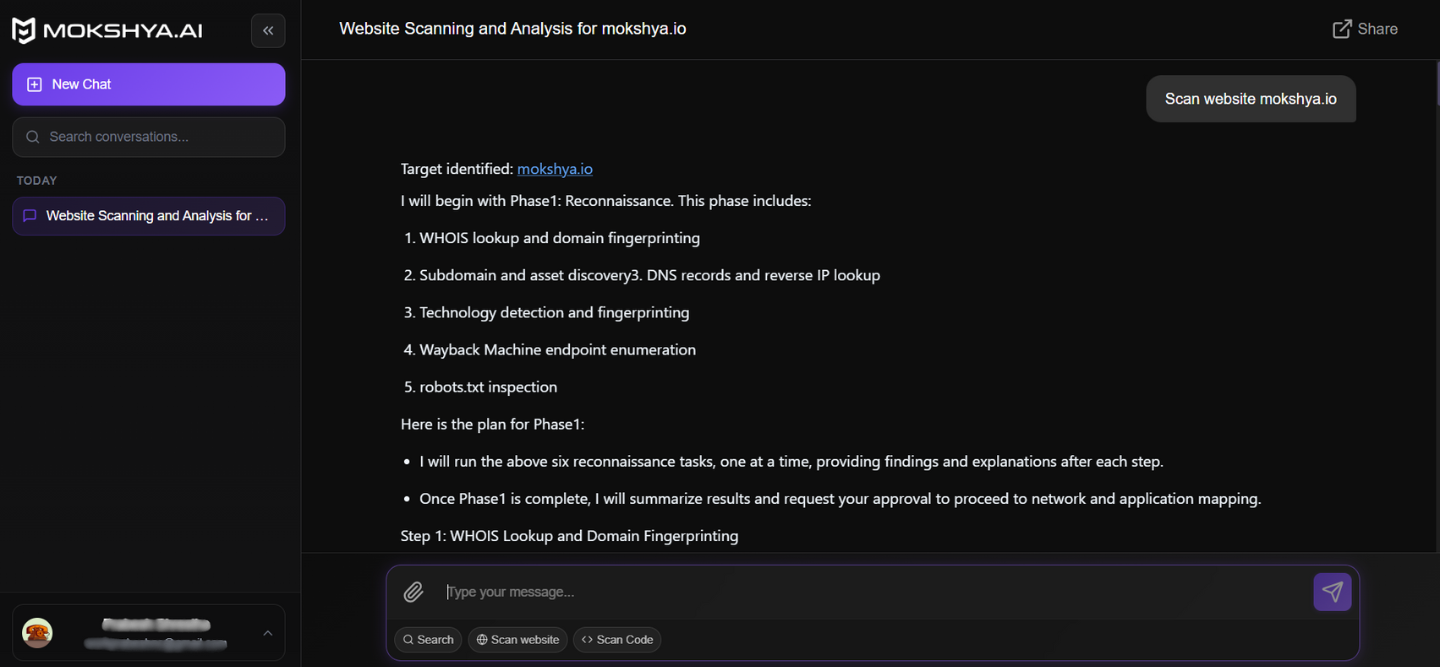 MOKSHYA.AI
New Chat
Search conversations...
TODAY
Website Scanning and Analysis for ...
Website Scanning and Analysis for mokshya.io
Share
Scan website mokshya.io
Target identified: mokshya.io
I will begin with Phase1: Reconnaissance. This phase includes:
1. WHOIS lookup and domain fingerprinting
2. Subdomain and asset discovery3. DNS records and reverse IP lookup
3. Technology detection and fingerprinting
4. Wayback Machine endpoint enumeration
5. robots.txt inspection
Here is the plan for Phase1:
• I will run the above six reconnaissance tasks, one at a time, providing findings and explanations after each step.
• Once Phase1 is complete, I will summarize results and request your approval to proceed to network and application mapping.
Step 1: WHOIS Lookup and Domain Fingerprinting
Type your message...
Search
Scan website
Scan Code